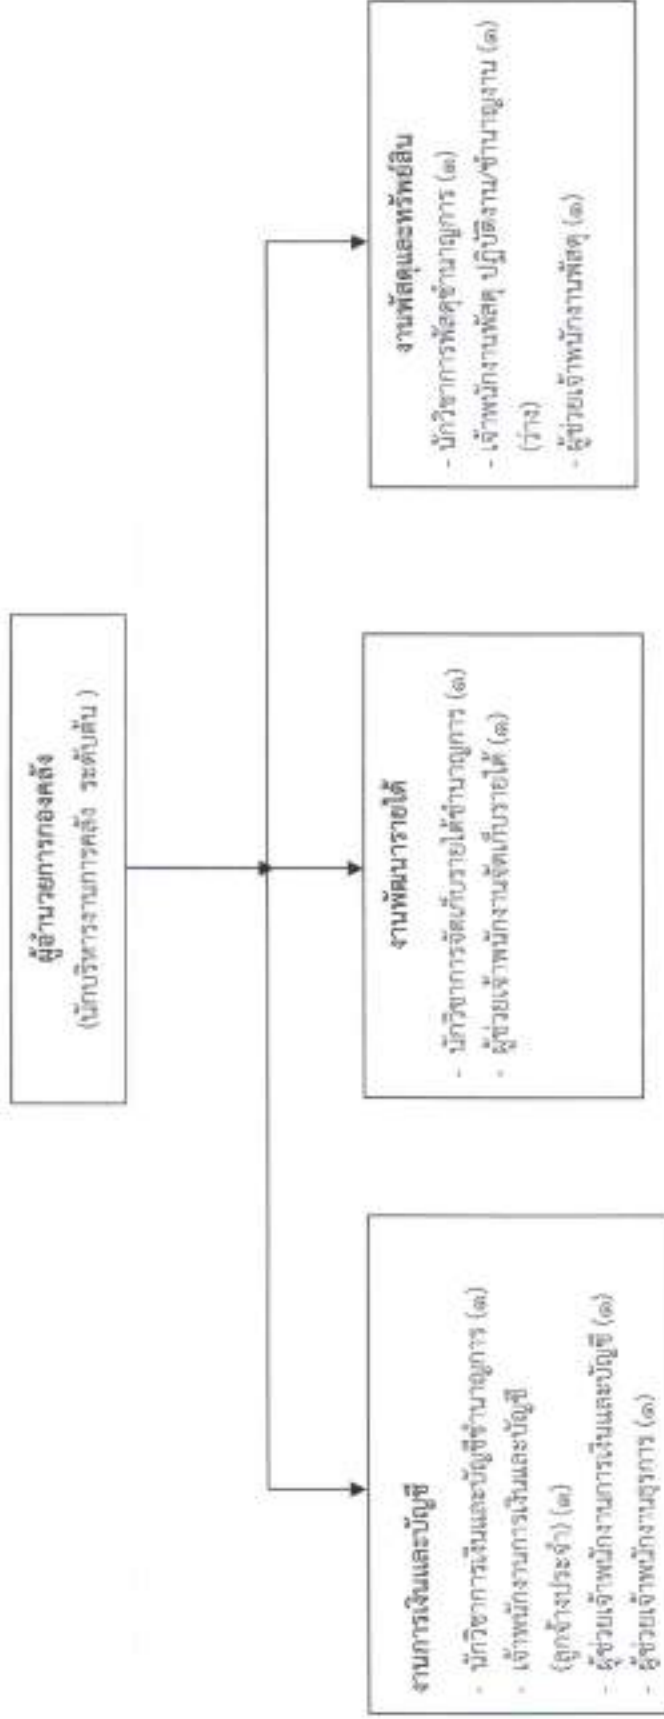 ผู้อำนวยการกองคลัง
(นักบริหารงานการคลัง ระดับต้น )
งานการเงินและบัญชี
- นักวิชาการเงินและบัญชีชำนาญการ (๑)
- เจ้าพนักงานการเงินและบัญชี
(ลูกจ้างประจำ) (๑)
- ผู้ช่วยเจ้าพนักงานการเงินและบัญชี (๑)
- ผู้ช่วยเจ้าพนักงานธุรการ (๑)
งานพัฒนารายได้
- นักวิชาการจัดเก็บรายได้ชำนาญการ (๑)
- ผู้ช่วยเจ้าพนักงานจัดเก็บรายได้ (๑)
งานพัสดุและทรัพย์สิน
- นักวิชาการพัสดุชำนาญการ (๑)
- เจ้าพนักงานพัสดุ ปฏิบัติงาน/ชำนาญงาน (๑)
(ว่าง)
- ผู้ช่วยเจ้าพนักงานพัสดุ (๑)